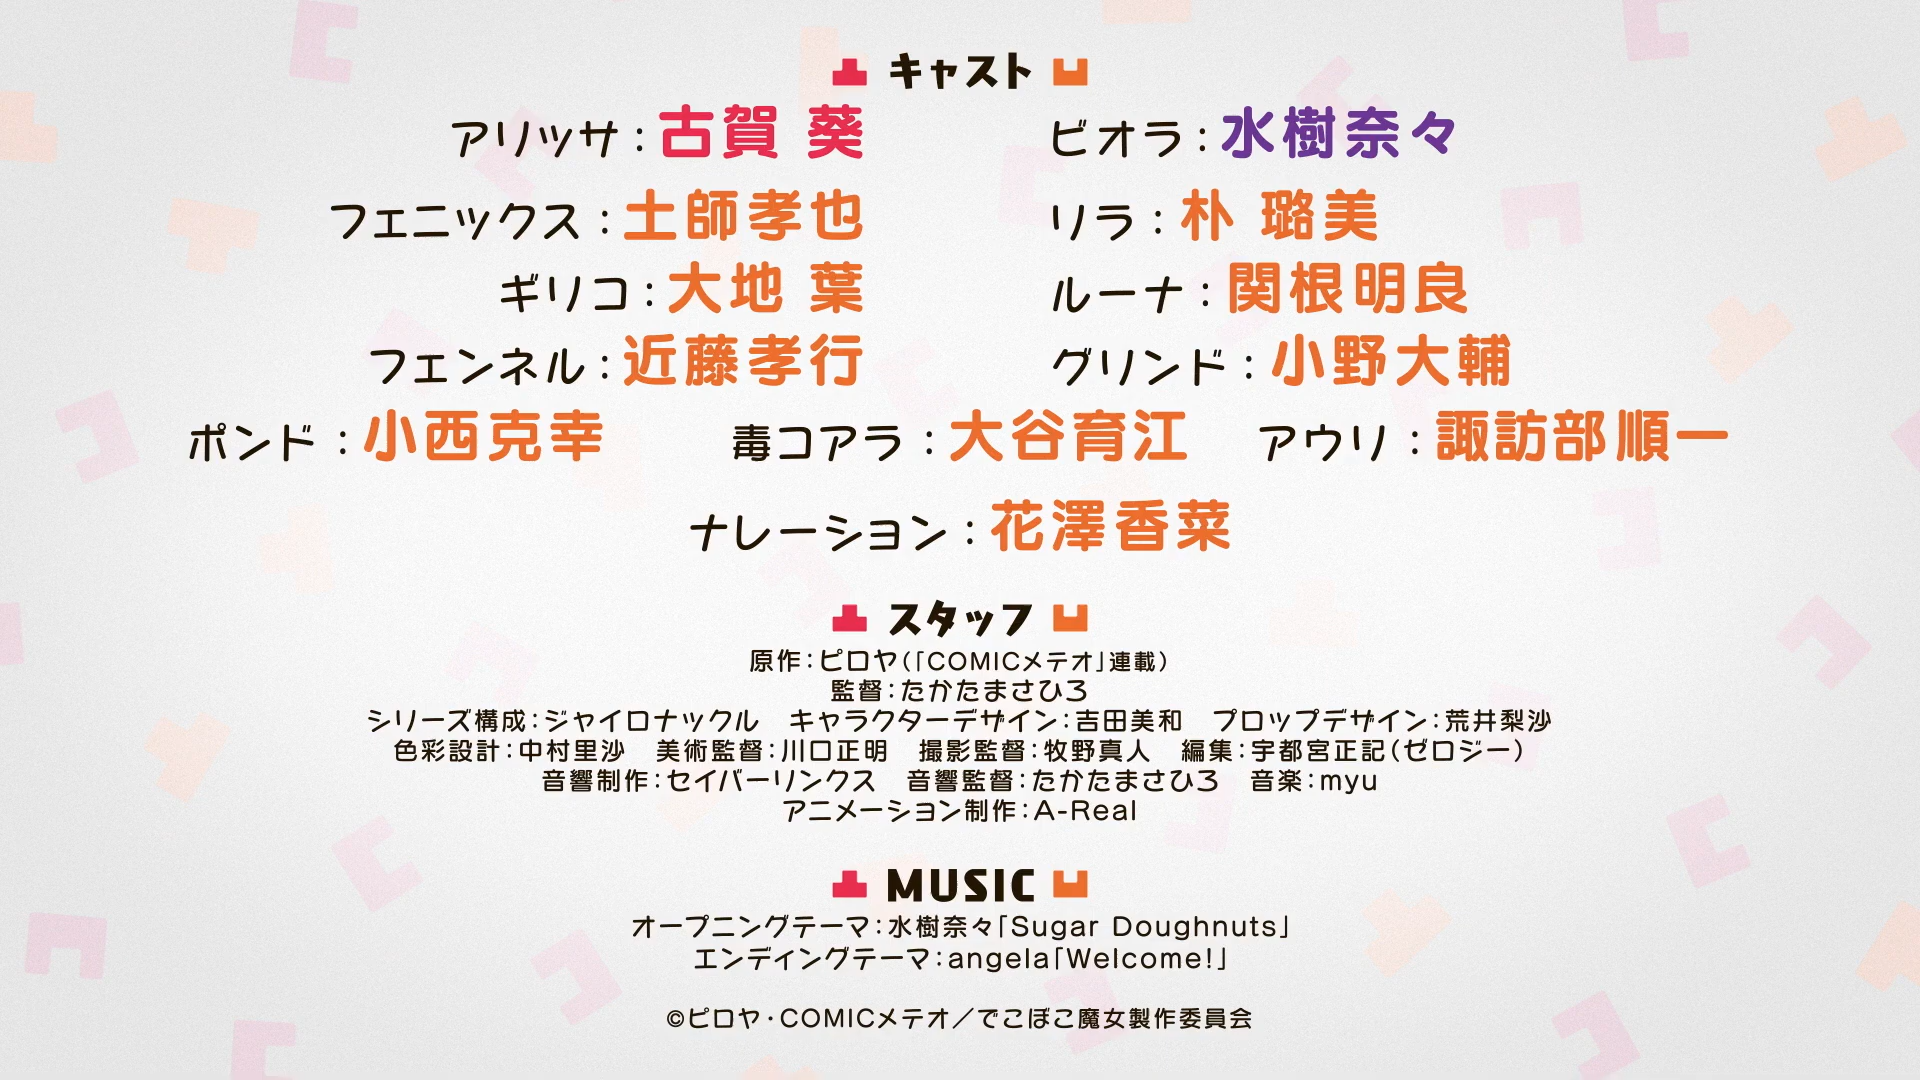 キャスト
アリッサ：古賀 葵　ビオラ：水樹奈々
フェニックス：土師孝也　リラ：朴 璐美
ギリコ：大地 葉　ルーナ：関根明良
フェンネル：近藤孝行　グリンド：小野大輔
ポンド：小西克幸　毒コアラ：大谷育江　アウリ：諏訪部順一
ナレーション：花澤香菜
スタッフ
原作：ピロヤ（「COMICメテオ」連載）
監督：たかたまさひろ
シリーズ構成：ジャイロナックル　キャラクターデザイン：吉田美和　プロップデザイン：荒井梨沙
色彩設計：中村里沙　美術監督：川口正明　撮影監督：牧野真人　編集：宇都宮正記（ゼロジー）
音響制作：セイバーリンクス　音響監督：たかたまさひろ　音楽：myu
アニメーション制作：A-Real
MUSIC
オープニングテーマ：水樹奈々「Sugar Doughnuts」
エンディングテーマ：angela「Welcome!」
©ピロヤ・COMICメテオ／でこぼこ魔女製作委員会